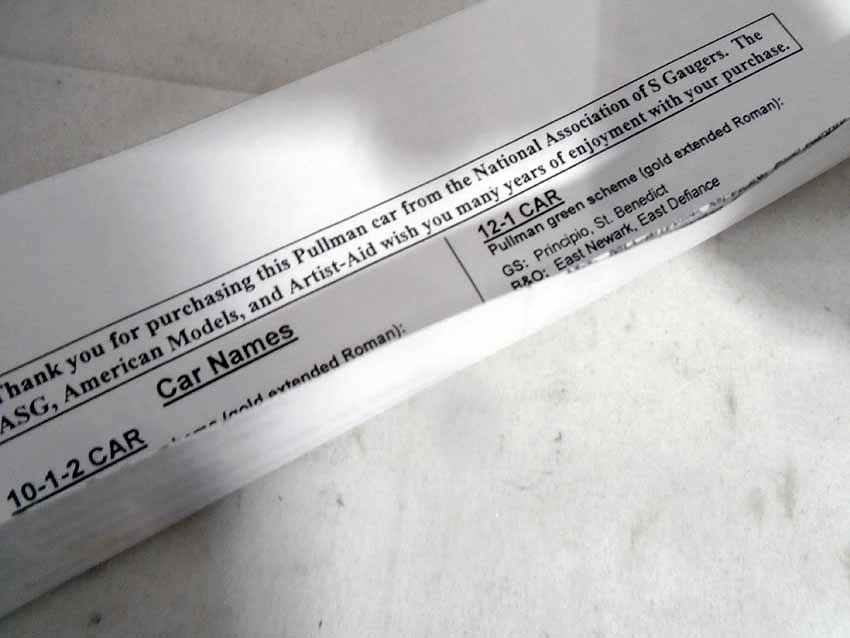 Thank you for purchasing this Pullman car from the National Association of S Gaugers. The
ASG, American Models, and Artist-Aid wish you many years of enjoyment with your purchase.
Car Names
10-1-2 CAR
(gold extended Roman):
12-1 CAR
Pullman green scheme (gold extended Roman):
GS: Principio, St. Benedict
B&O: East Newark, East Defiance